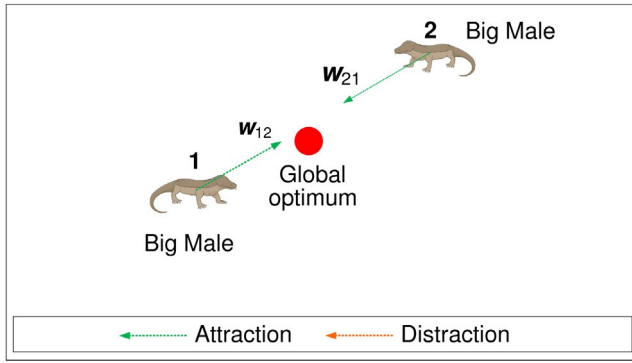 2 Big Male
w21
w12
1
Global
optimum
Big Male
Attraction Distraction